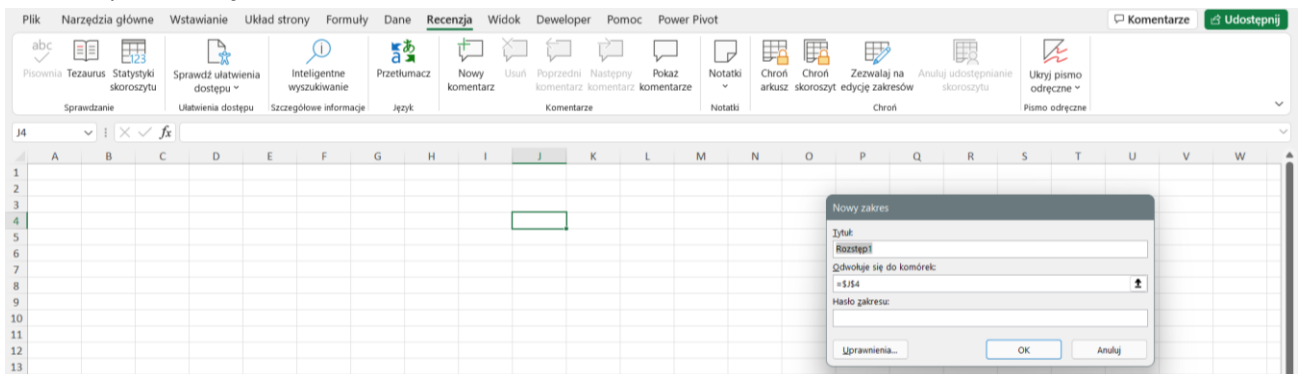 Plik Narzędzia główne Wstawianie Układ strony Formuły Dane Recenzja Widok Deweloper Pomoc Power Pivot Komentarze Udostępnij
abc 123
Pisownia Tezaurus Statystyki skoroszytu
Sprawdź ułatwienia dostępu
Inteligentne wyszukiwanie
Przetłumacz
Nowy komentarz Usuń Poprzedni komentarz Następny komentarz Pokaż komentarze
Notatki
Chroń arkusz Chroń skoroszyt Zezwalaj na edycję zakresów Anuluj udostępnianie skoroszytu
Ukryj pismo odręczne
Sprawdzanie Ułatwienia dostępu Szczegółowe informacje Język Komentarze Notatki Chroń Pismo odręczne
J4 fx
A B C D E F G H I J K L M N O P Q R S T U V W
1
2
3
4
5
6
7
8
9
10
11
12
13
Nowy zakres
Tytuł:
Rozstęp1
Odwołuje się do komórek:
=$J$4
Hasło zakresu:
Uprawnienia... OK Anuluj